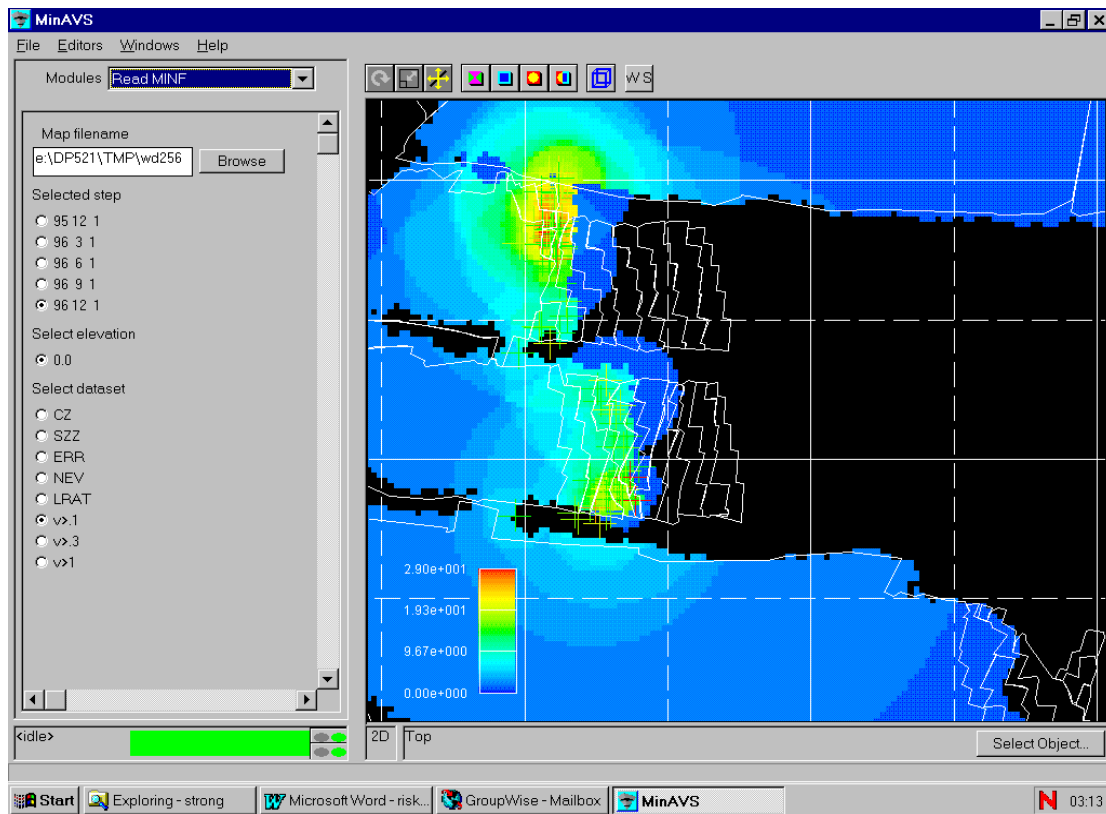 MinAVS
File Editors Windows Help
Modules Read MINF
W S
Map filename
e:\DP521\TMP\wd256 Browse
Selected step
95 12 1
96 3 1
96 6 1
96 9 1
96 12 1
Select elevation
0.0
Select dataset
CZ
SZZ
ERR
NEV
LRAT
v>.1
v>.3
v>1
2.90e+001
1.93e+001
9.67e+000
0.00e+000
<idle> 2D Top Select Object...
Start Exploring - strong Microsoft Word - risk... GroupWise - Mailbox MinAVS N 03:13